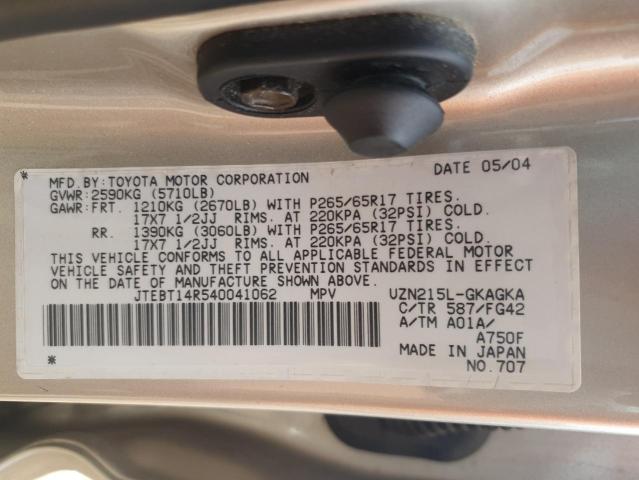 MFD.BY:TOYOTA MOTOR CORPORATION DATE 05/04
GVWR:2590KG (5710LB)
GAWR:FRT. 1210KG (2670LB) WITH P265/65R17 TIRES.
17X7 1/2JJ RIMS. AT 220KPA (32PSI) COLD.
RR. 1390KG (3060LB) WITH P265/65R17 TIRES.
17X7 1/2JJ RIMS. AT 220KPA (32PSI) COLD.
THIS VEHICLE CONFORMS TO ALL APPLICABLE FEDERAL MOTOR
VEHICLE SAFETY AND THEFT PREVENTION STANDARDS IN EFFECT
ON THE DATE OF MANUFACTURE SHOWN ABOVE.
JTEBT14R540041062 MPV UZN215L-GKAGKA
* C/TR 587/FG42
A/TM A01A/
A750F
* MADE IN JAPAN
NO.707